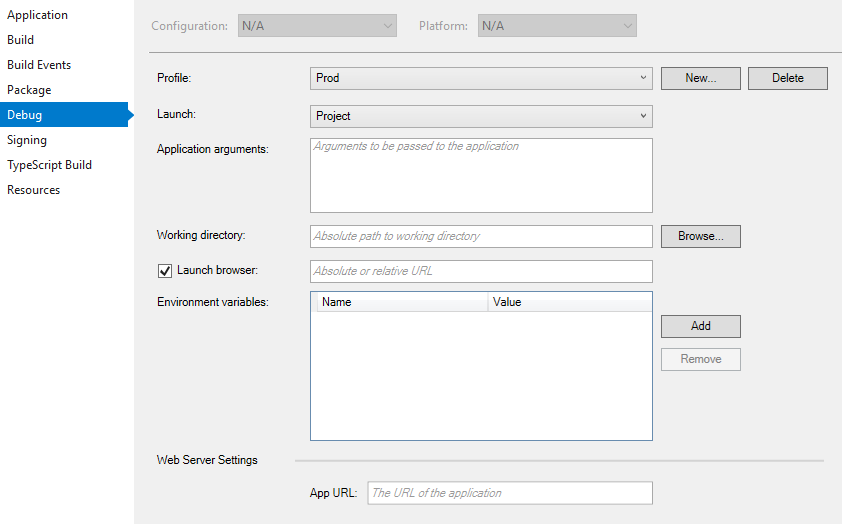 Application
Build
Build Events
Package
Debug
Signing
TypeScript Build
Resources
Configuration: N/A Platform: N/A
Profile: Prod New... Delete
Launch: Project
Application arguments: Arguments to be passed to the application
Working directory: Absolute path to working directory Browse...
Launch browser: Absolute or relative URL
Environment variables: Name Value
Add
Remove
Web Server Settings
App URL: The URL of the application